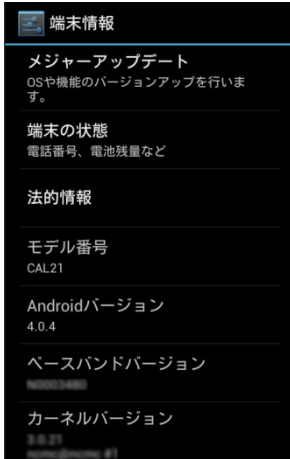 端末情報
メジャーアップデート
OSや機能のバージョンアップを行いま
す。
端末の状態
電話番号、電池残量など
法的情報
モデル番号
CAL21
Androidバージョン
4.0.4
ベースバンドバージョン
カーネルバージョン
3.0.21